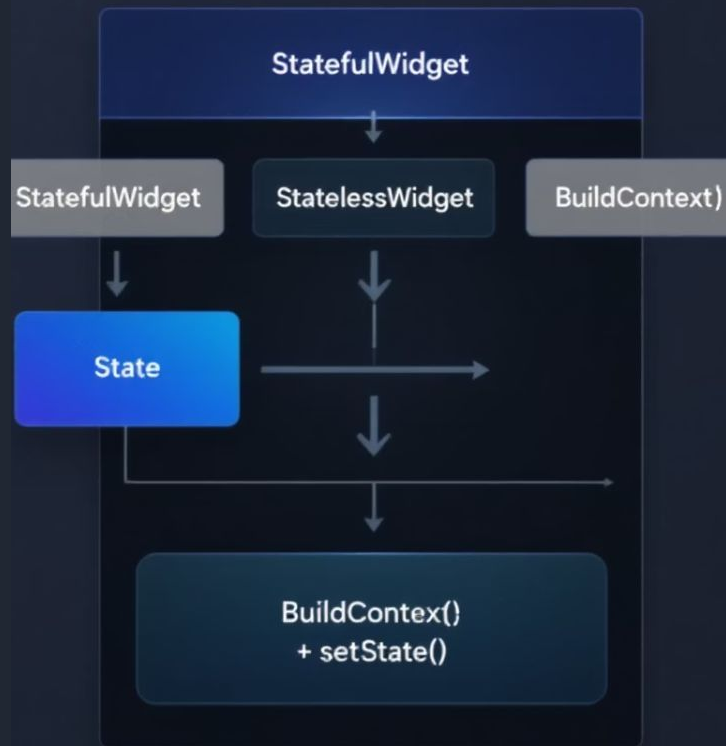 StatefulWidget
StatefulWidget
StatelessWidget
BuildContext)
State
BuildContex()
+ setState()